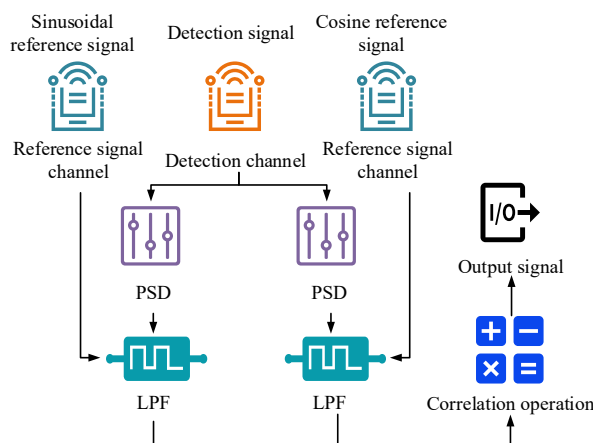 Sinusoidal
reference signal
Detection signal
Cosine reference
signal
Reference signal
channel
Detection channel
Reference signal
channel
I/O
Output signal
PSD
PSD
LPF
LPF
Correlation operation